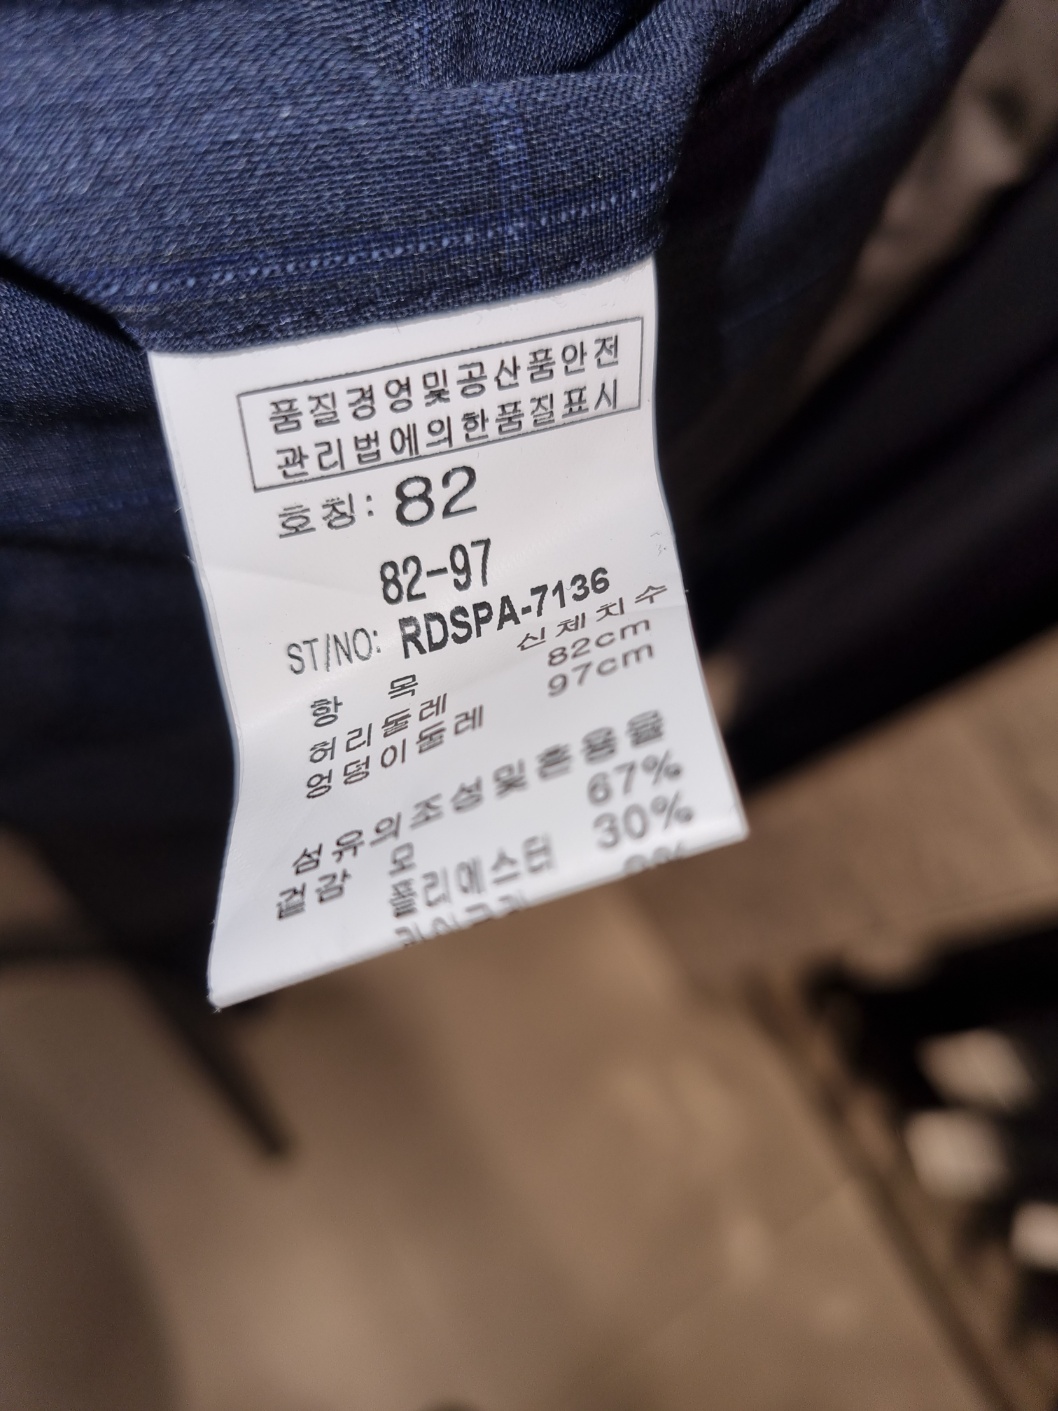 품질경영및공산품안전
관리법에의한품질표시
호칭: 82
82-97
ST/NO: RDSPA-7136
항 목 신체치수
허리둘레 82cm
엉덩이둘레 97cm
섬유의조성및혼용율
겉감 모 67%
폴리에스터 30%